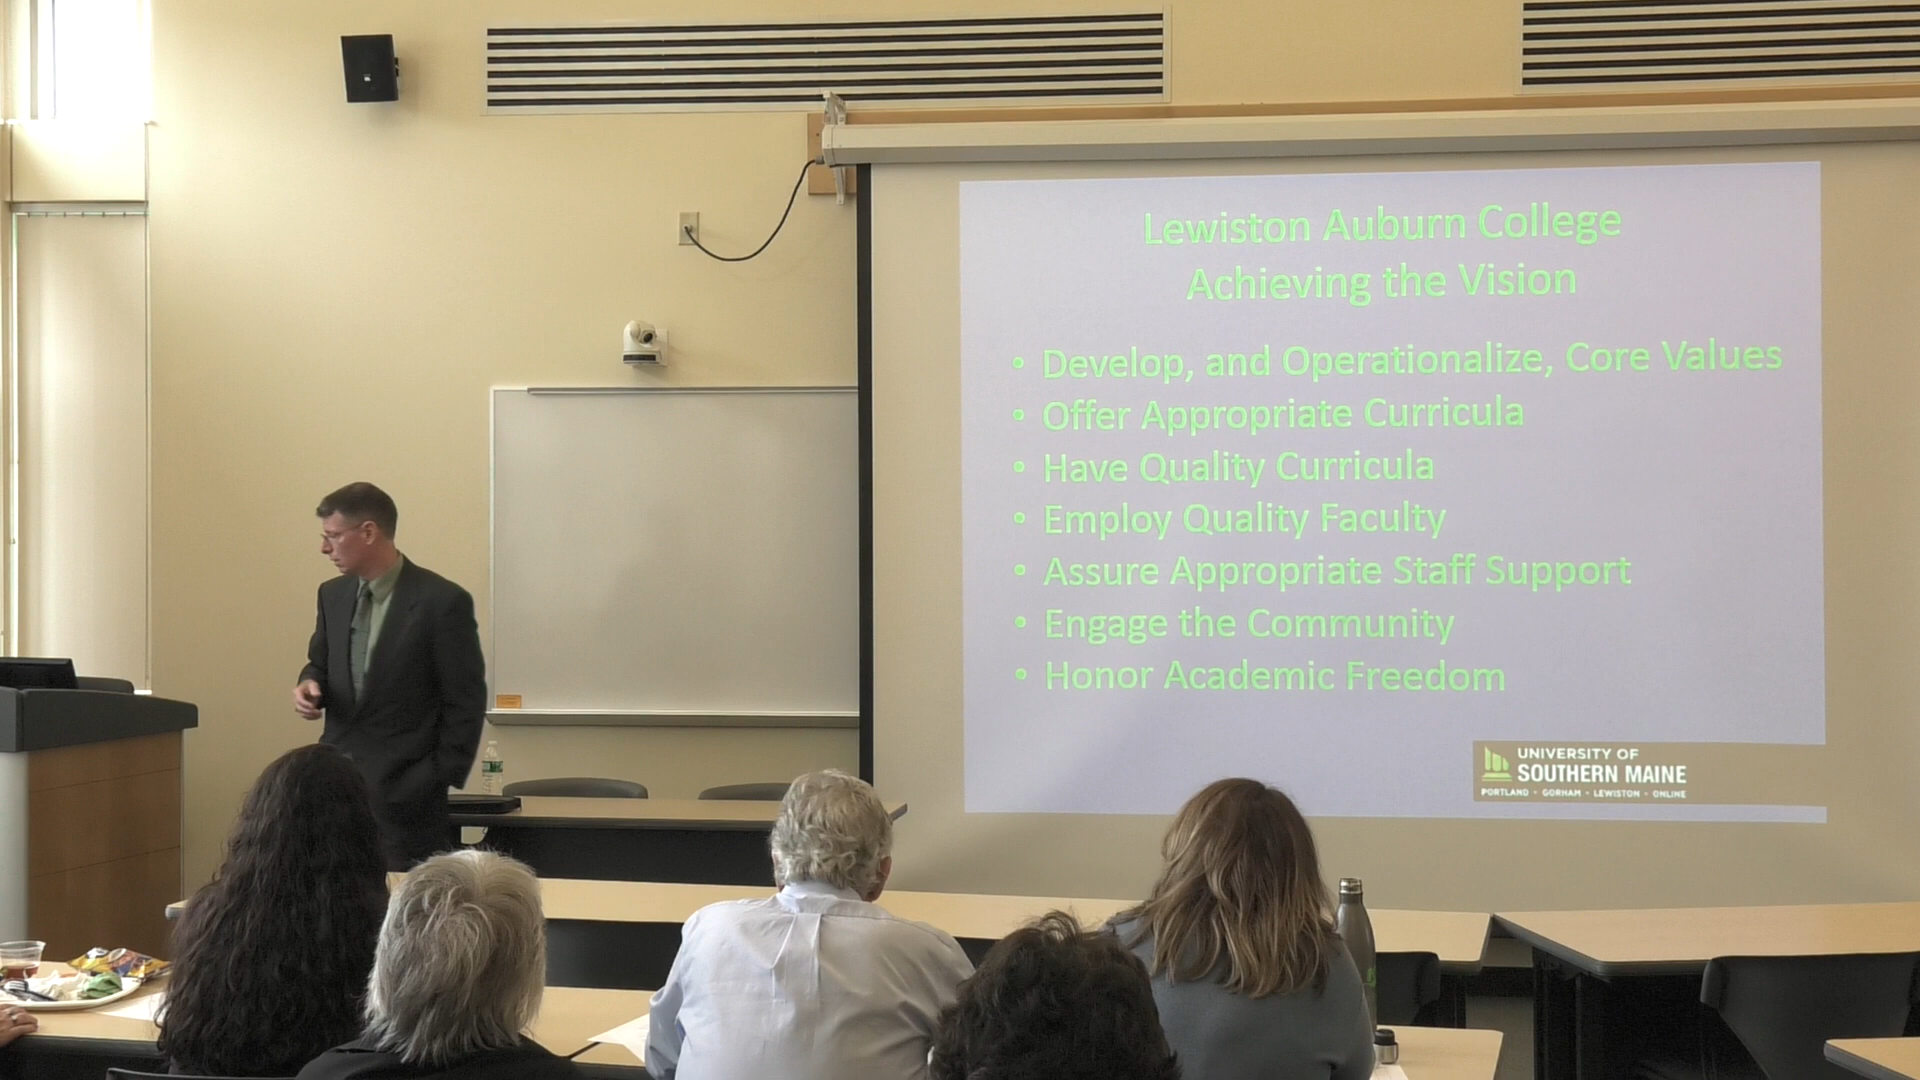 Lewiston Auburn College
Achieving the Vision
• Develop, and Operationalize, Core Values
• Offer Appropriate Curricula
• Have Quality Curricula
• Employ Quality Faculty
• Assure Appropriate Staff Support
• Engage the Community
• Honor Academic Freedom
UNIVERSITY OF
SOUTHERN MAINE
PORTLAND • GORHAM • LEWISTON • ONLINE